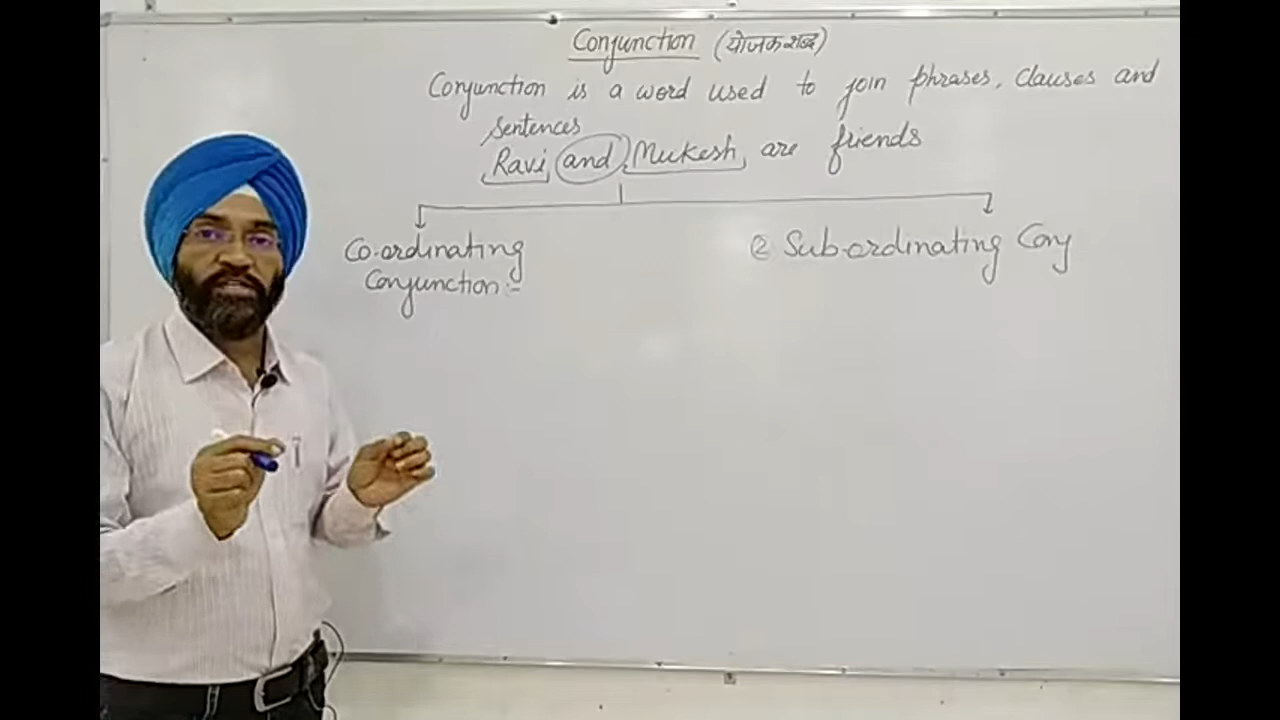 Conjunction (योजक शब्द)
Conjunction is a word used to join phrases, clauses and
sentences
Ravi and Mukesh are friends
Co-ordinating
Conjunction :-
② Sub-ordinating Conj